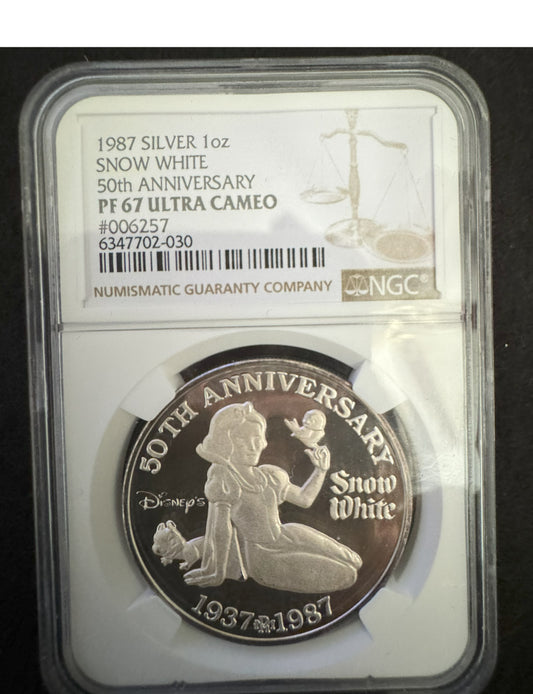 1987 SILVER 1oz
SNOW WHITE
50th ANNIVERSARY
PF 67 ULTRA CAMEO
#006257
6347702-030
NUMISMATIC GUARANTY COMPANY
NGC®
50TH ANNIVERSARY
Disney's
Snow
White
1937 1987